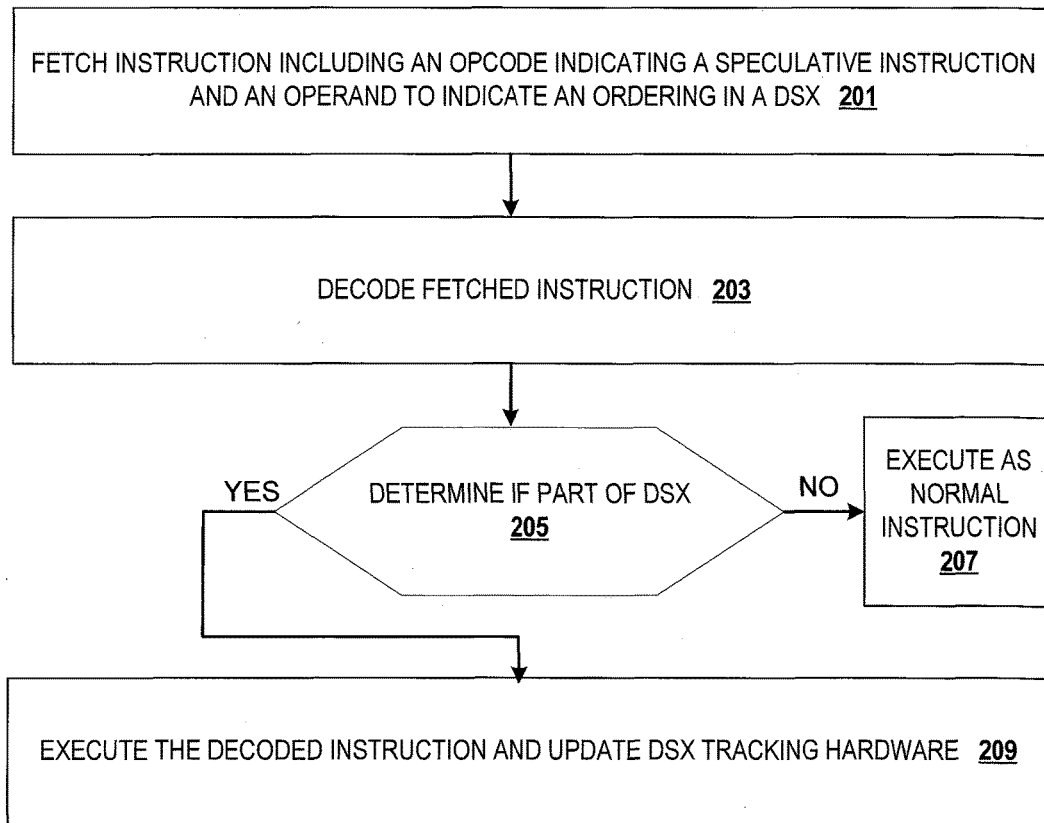 FETCH INSTRUCTION INCLUDING AN OPCODE INDICATING A SPECULATIVE INSTRUCTION
AND AN OPERAND TO INDICATE AN ORDERING IN A DSX 201
DECODE FETCHED INSTRUCTION 203
YES
DETERMINE IF PART OF DSX
205
NO
EXECUTE AS
NORMAL
INSTRUCTION
207
EXECUTE THE DECODED INSTRUCTION AND UPDATE DSX TRACKING HARDWARE 209